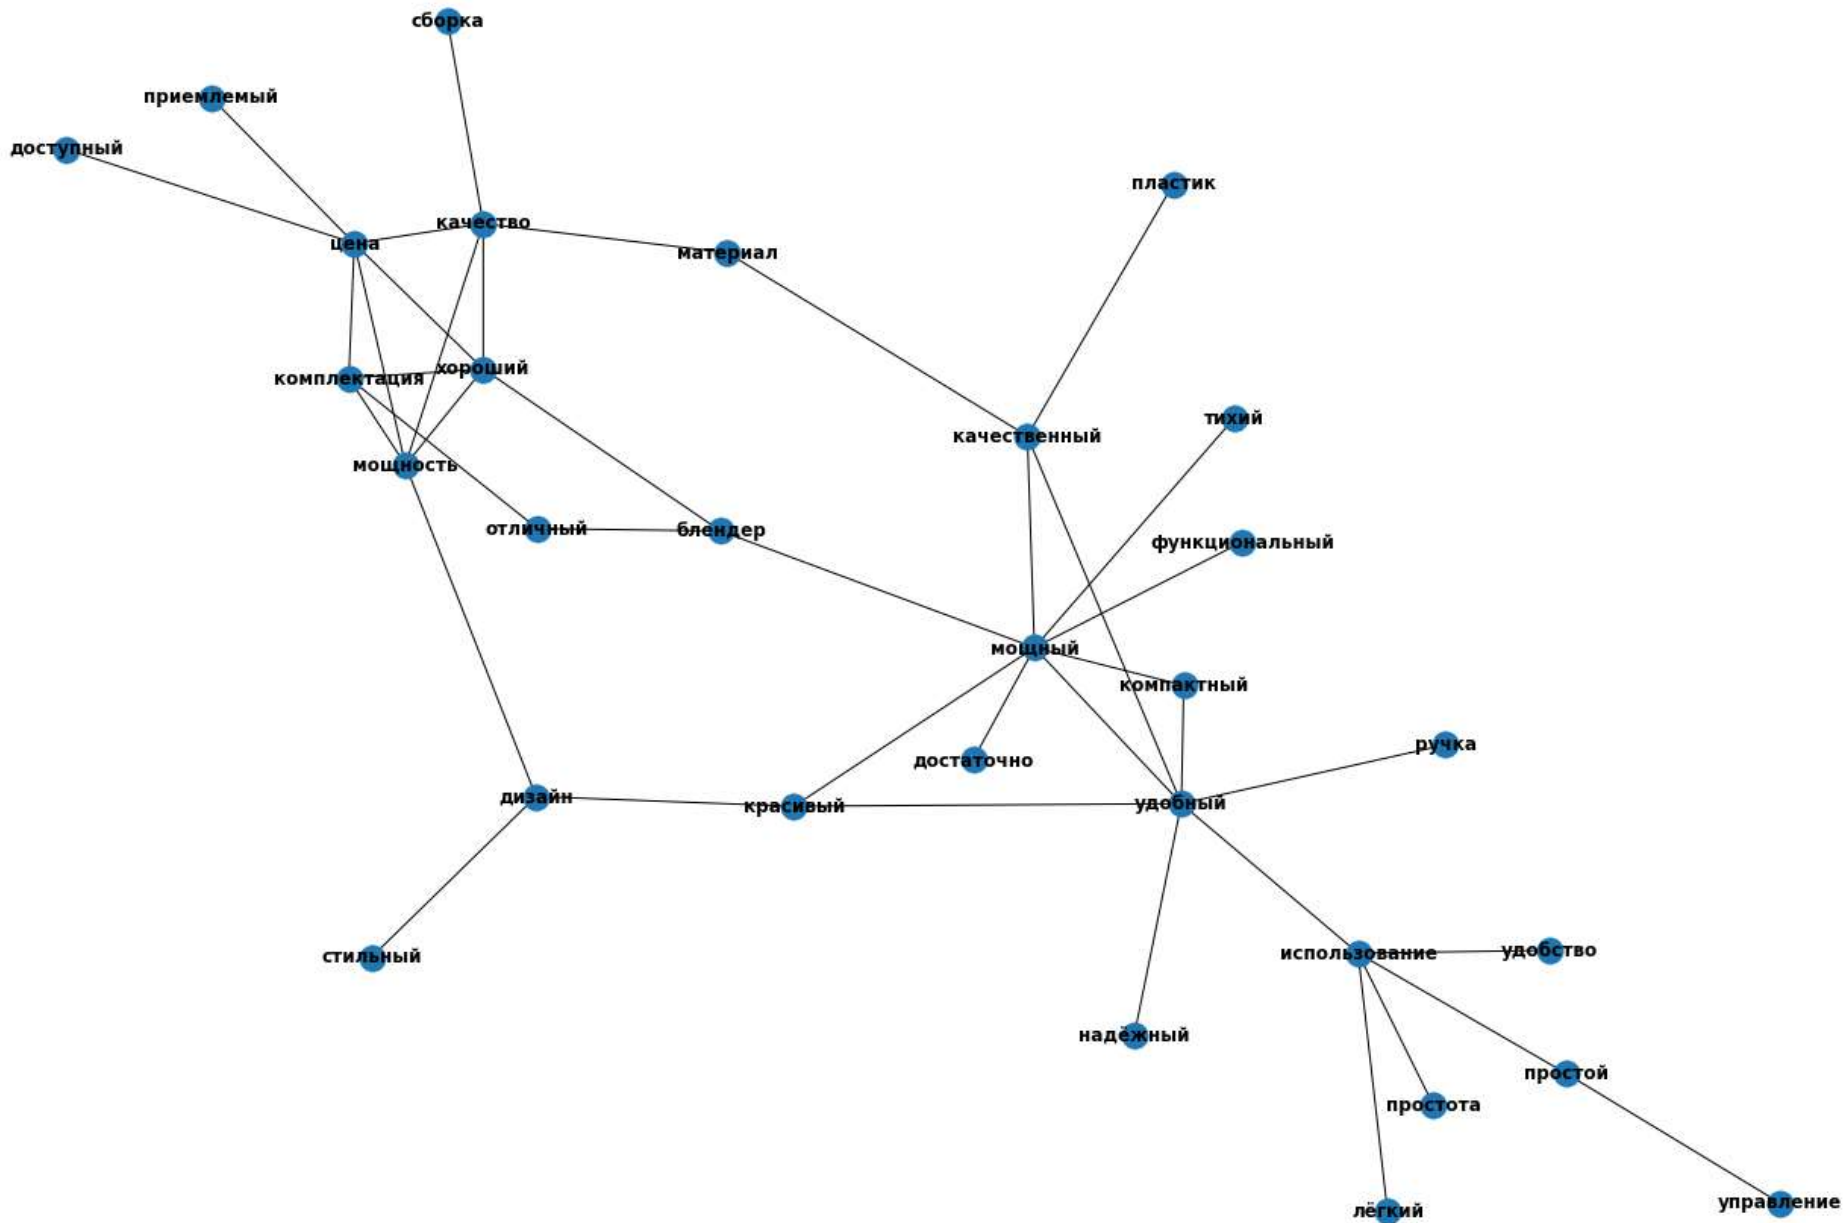 сборка
приемлемый
доступный
пластик
качество
цена
материал
хороший
комплектация
тихий
качественный
мощность
отличный
блендер
функциональный
мощный
компактный
ручка
достаточно
дизайн
красивый
удобный
использование
удобство
стильный
надёжный
простой
простота
управление
лёгкий